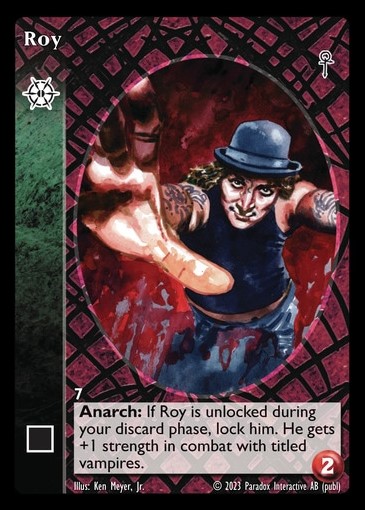 Roy
7
Anarch: If Roy is unlocked during
your discard phase, lock him. He gets
+1 strength in combat with titled
vampires.
2
Illus: Ken Meyer, Jr. © 2023 Paradox Interactive AB (publ)